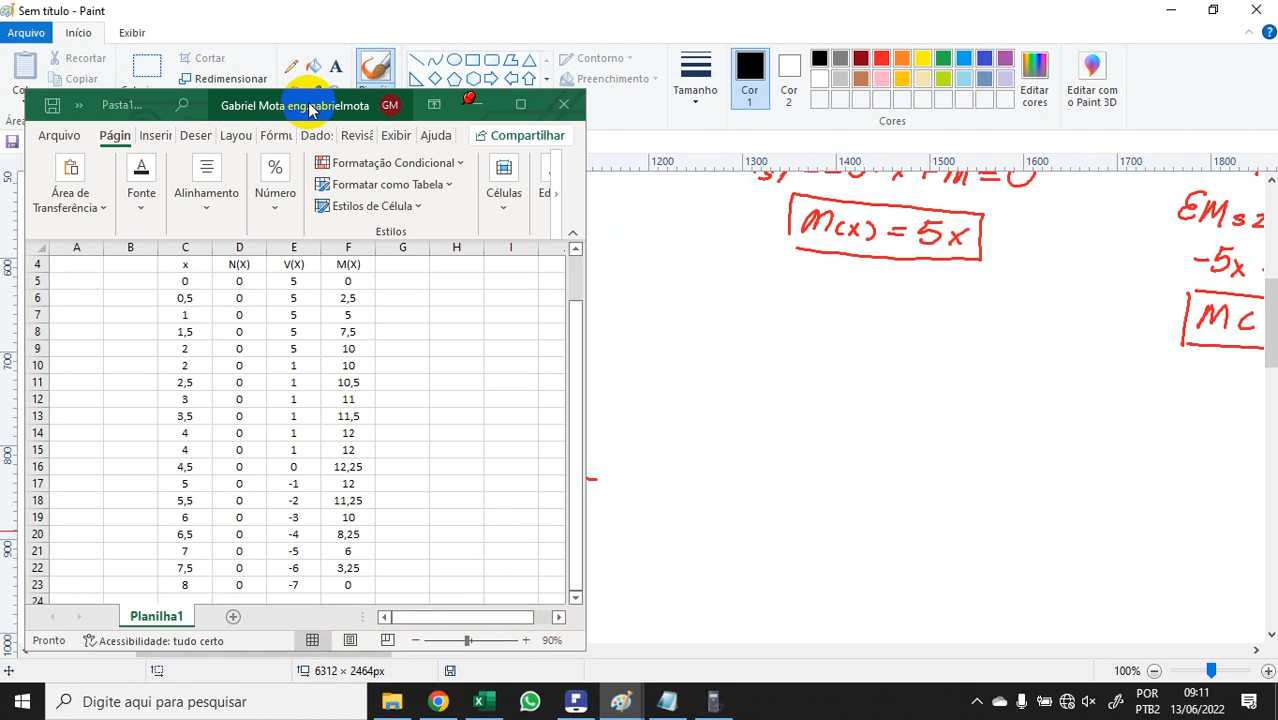 Sem título - Paint
Arquivo Início Exibir
Recortar
Copiar
Cortar
Redimensionar
Contorno
Preenchimento
Tamanho
Cor
1
Cor
2
Editar
cores
Editar com
o Paint 3D
Cores
Pasta1...
Gabriel Mota eng.gabrielmota
GM
Arquivo Págin Inserir Deser Layou Fórmu Dados Revisã Exibir Ajuda
Compartilhar
Área de
Transferência
Fonte
Alinhamento
Número
Formatação Condicional
Formatar como Tabela
Estilos de Célula
Estilos
Células
Ed
A B C D E F G H I
4 x N(X) V(X) M(X)
5 0 0 5 0
6 0,5 0 5 2,5
7 1 0 5 5
8 1,5 0 5 7,5
9 2 0 5 10
10 2 0 1 10
11 2,5 0 1 10,5
12 3 0 1 11
13 3,5 0 1 11,5
14 4 0 1 12
15 4 0 1 12
16 4,5 0 0 12,25
17 5 0 -1 12
18 5,5 0 -2 11,25
19 6 0 -3 10
20 6,5 0 -4 8,25
21 7 0 -5 6
22 7,5 0 -6 3,25
23 8 0 -7 0
24
Planilha1
Pronto Acessibilidade: tudo certo 90%
1200 1300 1400 1500 1600 1700 1800
50
600
700
800
900
1000
M(x) = 5x
-5x
M(
6312 × 2464px
100%
Digite aqui para pesquisar
POR
PTB2
09:11
13/06/2022